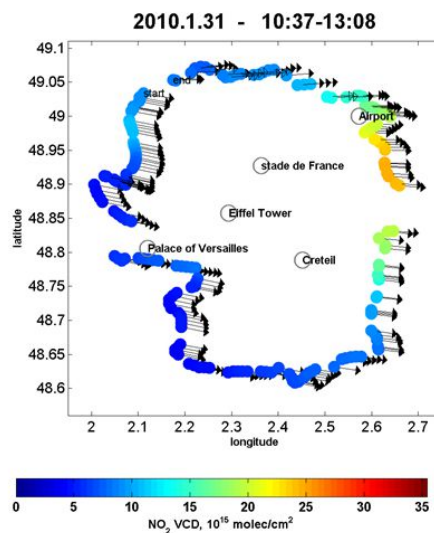 2010.1.31 - 10:37-13:08
49.1
49.05
49
48.95
48.9
48.85
48.8
48.75
48.7
48.65
48.6
latitude
end
start
Airport
stade de France
Eiffel Tower
Palace of Versailles
Creteil
2 2.1 2.2 2.3 2.4 2.5 2.6 2.7
longitude
0 5 10 15 20 25 30 35
NO2 VCD, 10^15 molec/cm^2